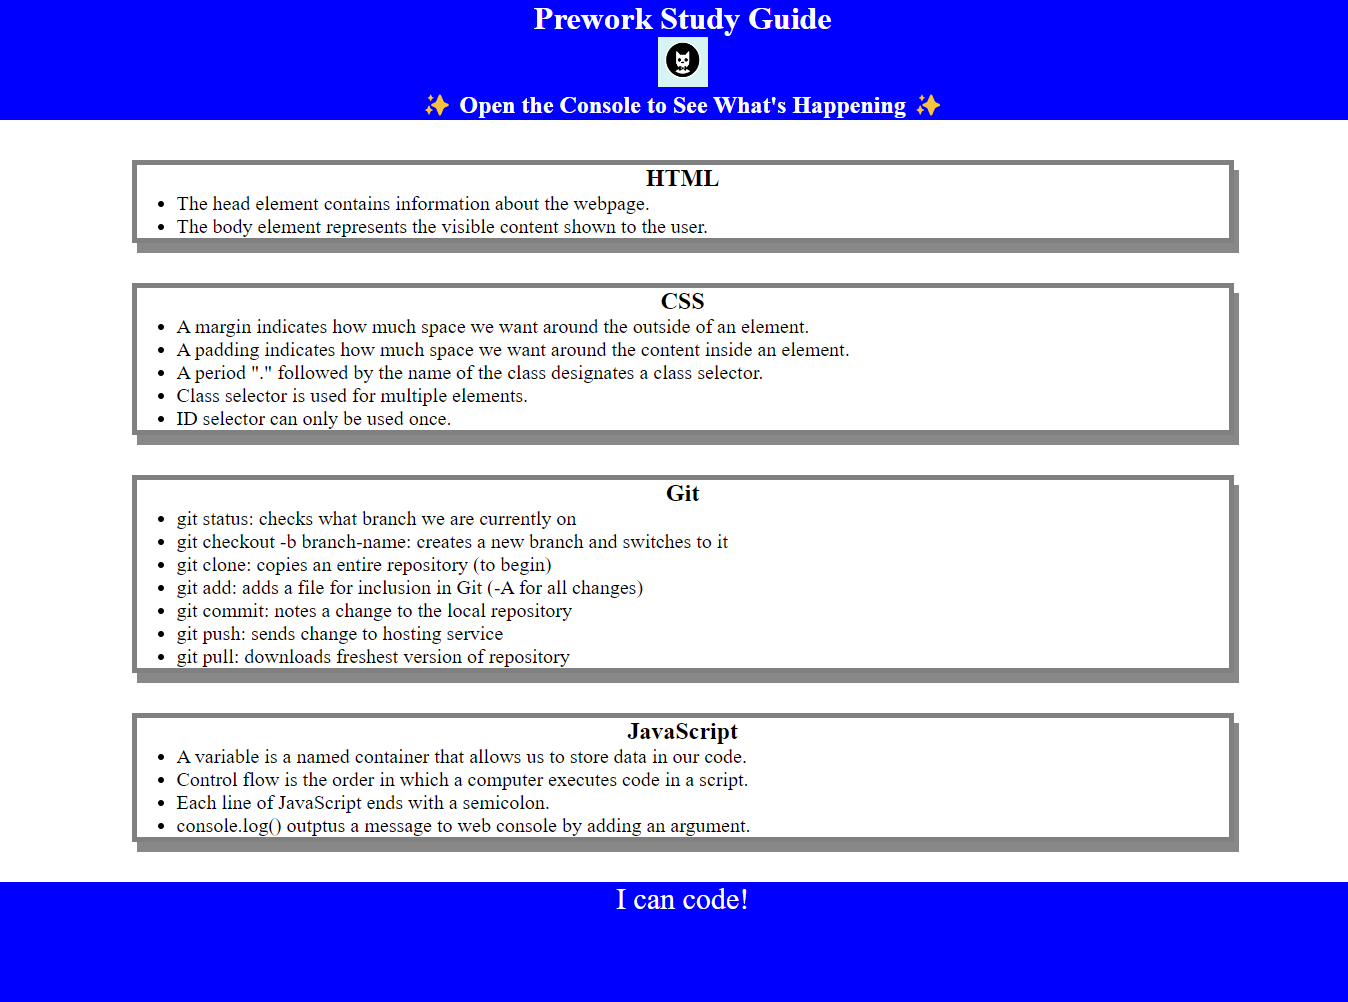 Prework Study Guide
✨ Open the Console to See What's Happening ✨
HTML
• The head element contains information about the webpage.
• The body element represents the visible content shown to the user.
CSS
• A margin indicates how much space we want around the outside of an element.
• A padding indicates how much space we want around the content inside an element.
• A period "." followed by the name of the class designates a class selector.
• Class selector is used for multiple elements.
• ID selector can only be used once.
Git
• git status: checks what branch we are currently on
• git checkout -b branch-name: creates a new branch and switches to it
• git clone: copies an entire repository (to begin)
• git add: adds a file for inclusion in Git (-A for all changes)
• git commit: notes a change to the local repository
• git push: sends change to hosting service
• git pull: downloads freshest version of repository
JavaScript
• A variable is a named container that allows us to store data in our code.
• Control flow is the order in which a computer executes code in a script.
• Each line of JavaScript ends with a semicolon.
• console.log() outptus a message to web console by adding an argument.
I can code!